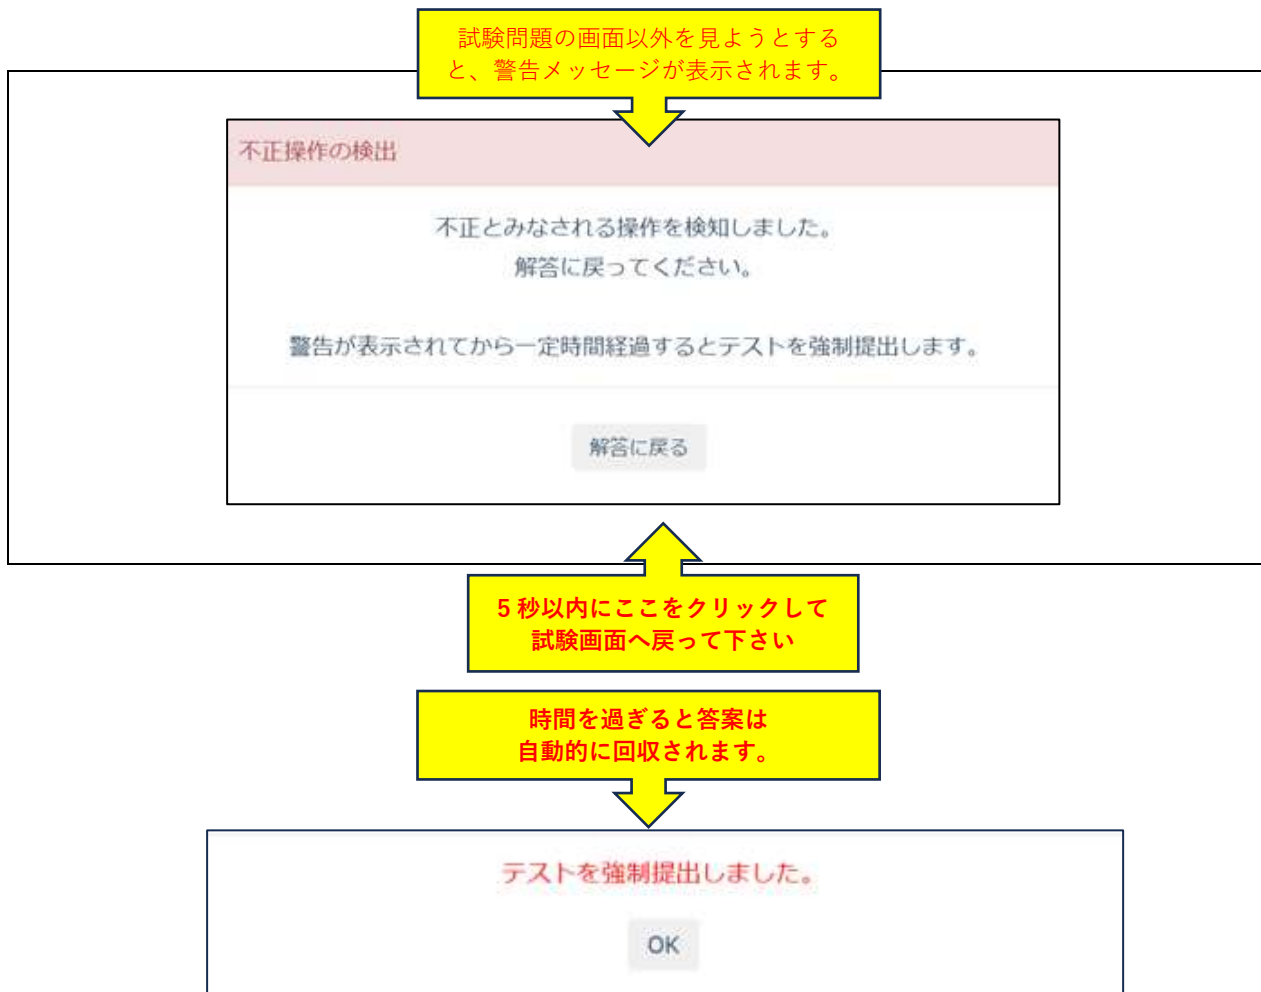 試験問題の画面以外を見ようとする
と、警告メッセージが表示されます。
不正操作の検出
不正とみなされる操作を検知しました。
解答に戻ってください。
警告が表示されてから一定時間経過するとテストを強制提出します。
解答に戻る
5 秒以内にここをクリックして
試験画面へ戻って下さい
時間を過ぎると答案は
自動的に回収されます。
テストを強制提出しました。
OK